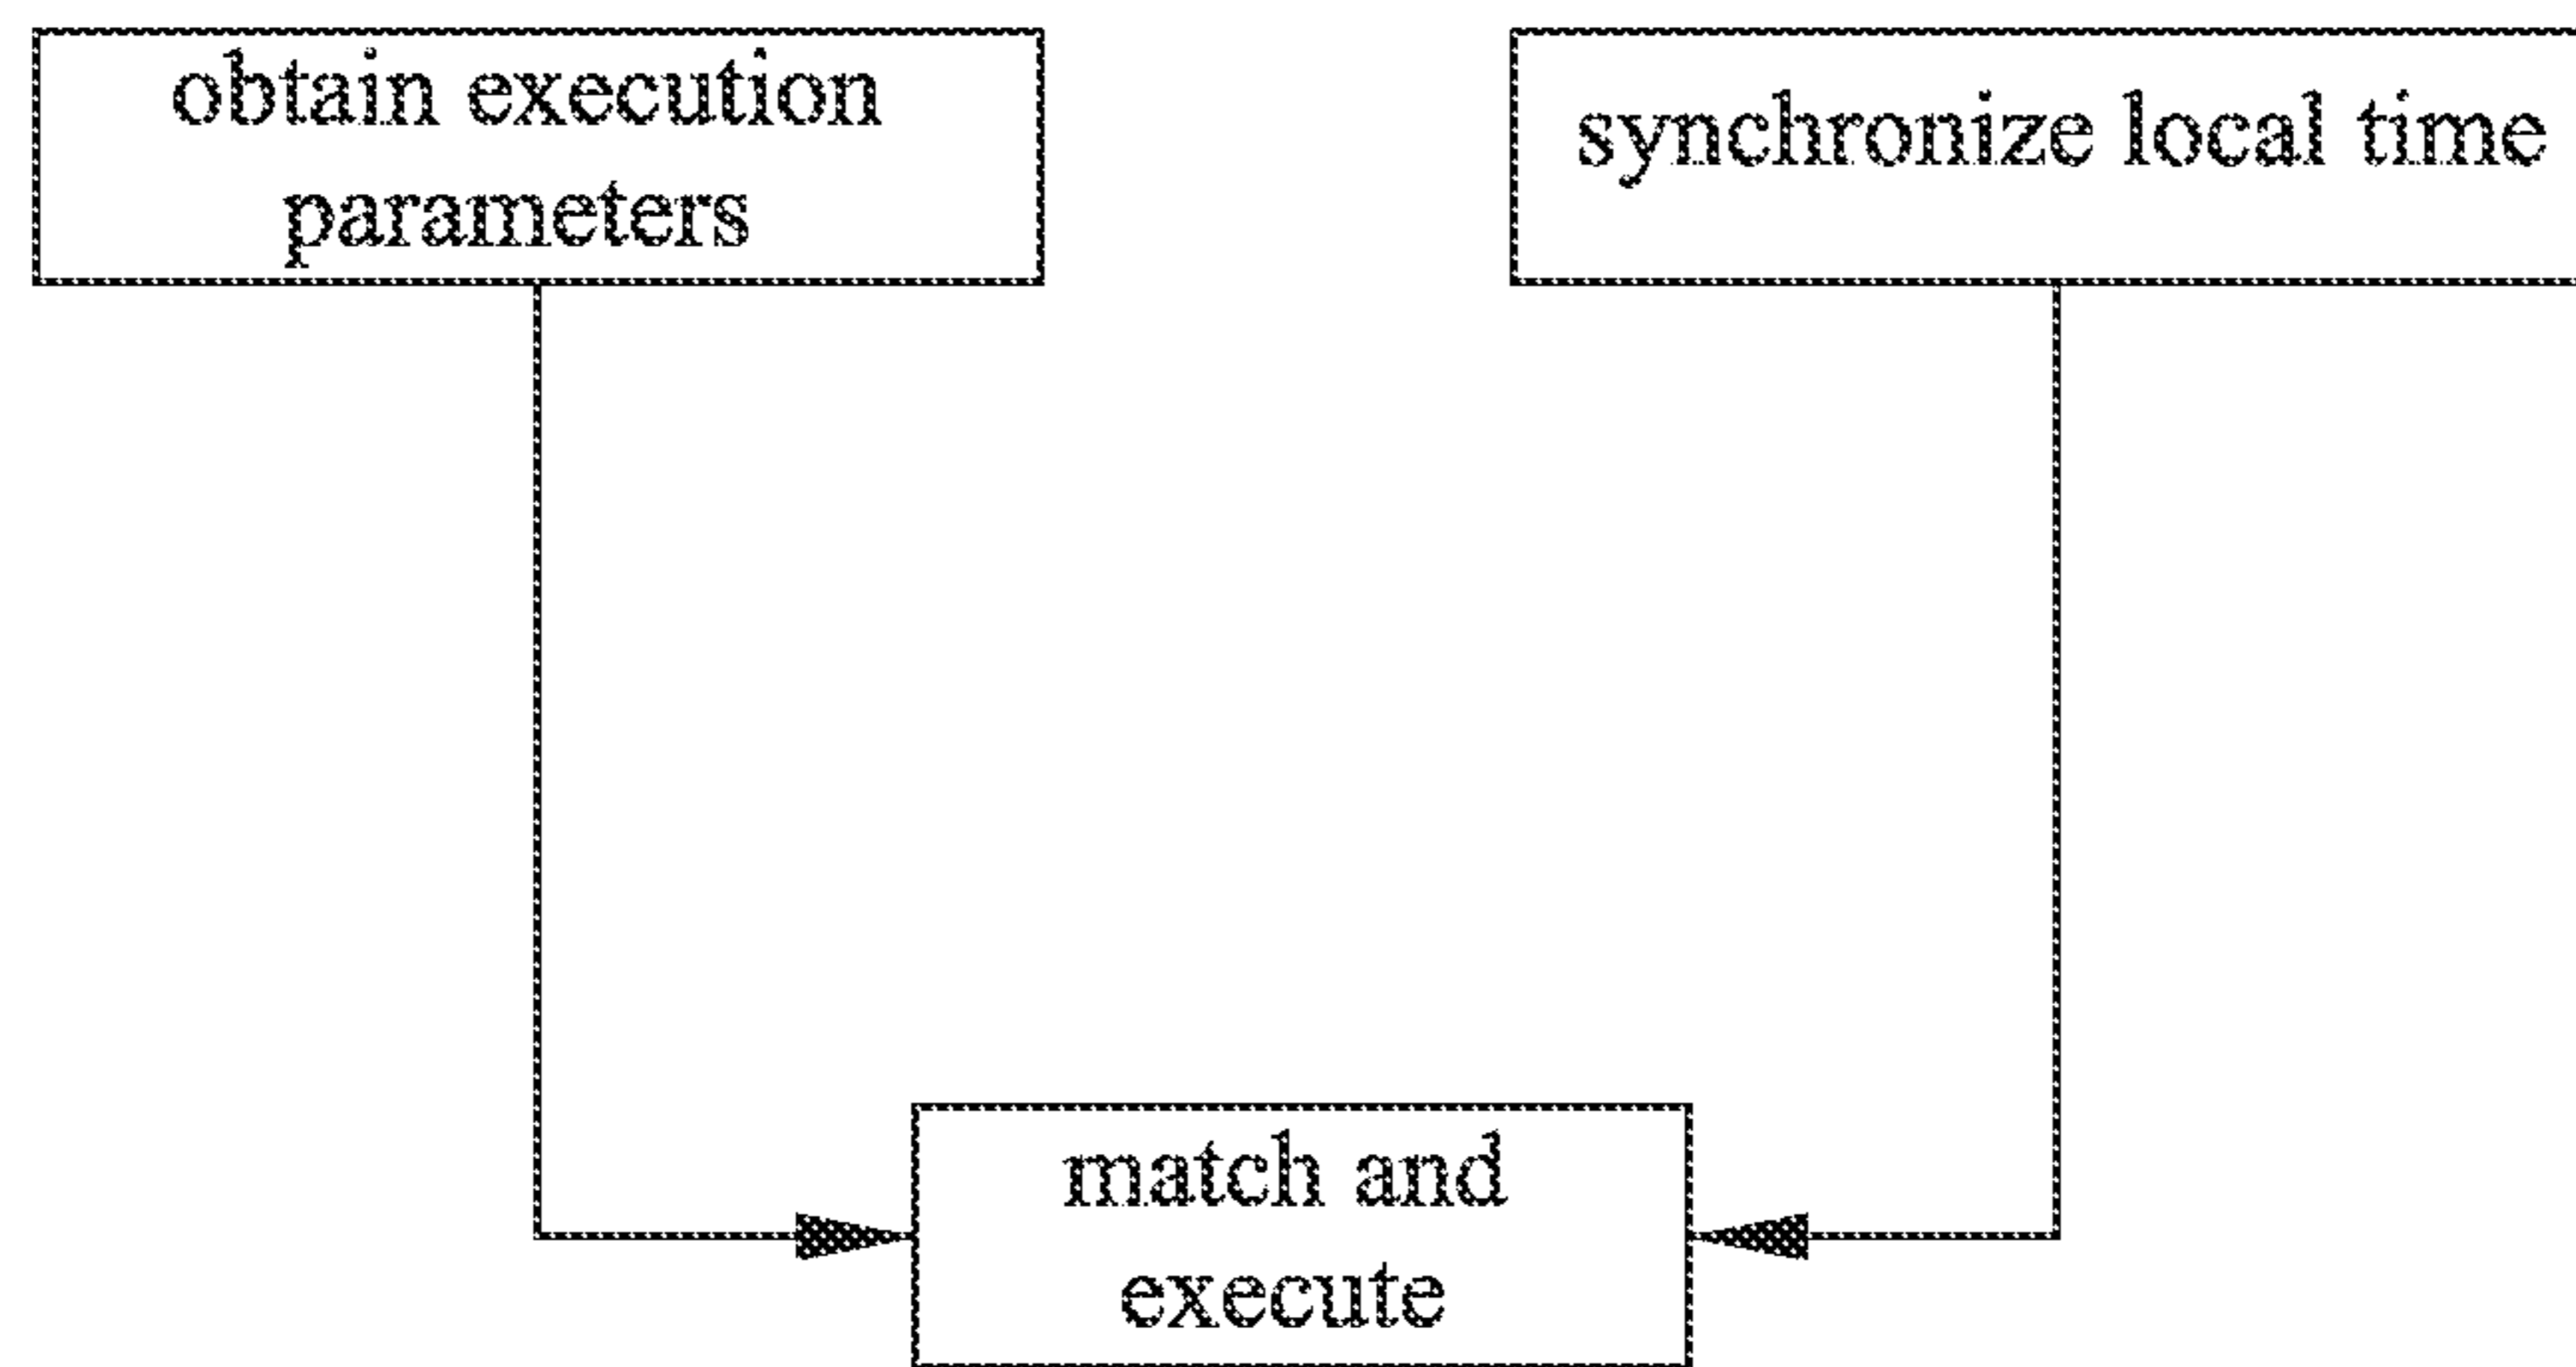 obtain execution
parameters
synchronize local time
match and
execute